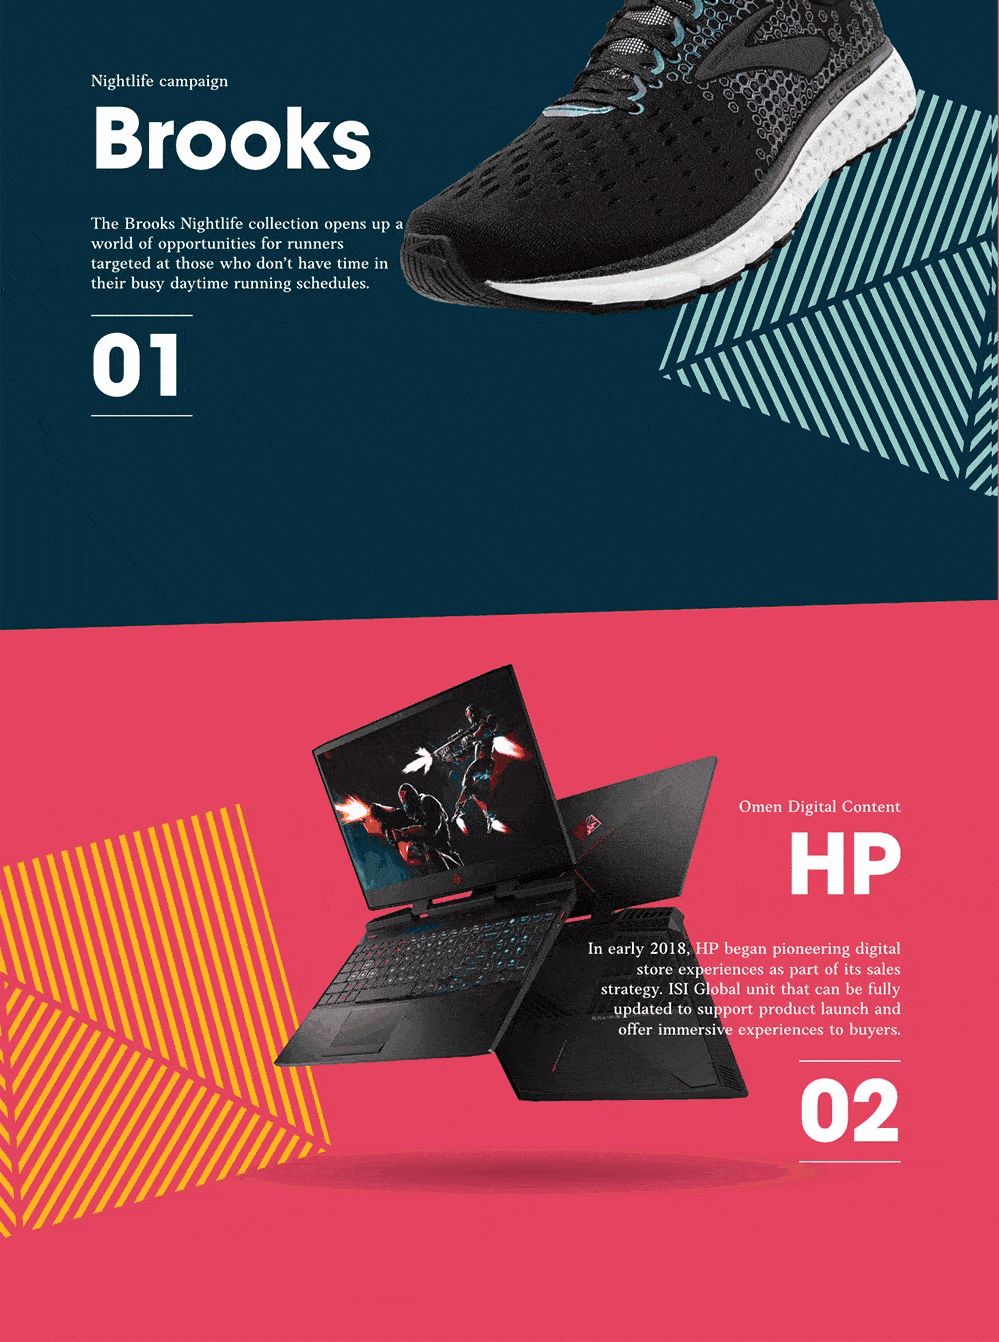 Nightlife campaign
Brooks
The Brooks Nightlife collection opens up a
world of opportunities for runners
targeted at those who don’t have time in
their busy daytime running schedules.
01
Omen Digital Content
HP
In early 2018, HP began pioneering digital
store experiences as part of its sales
strategy. ISI Global unit that can be fully
updated to support product launch and
offer immersive experiences to buyers.
02